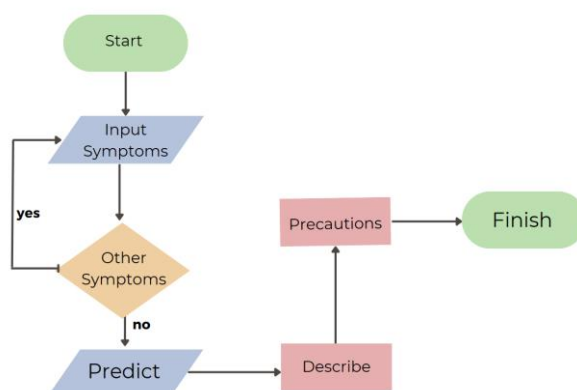 Start
Input
Symptoms
yes
Other
Symptoms
no
Predict
Describe
Precautions
Finish